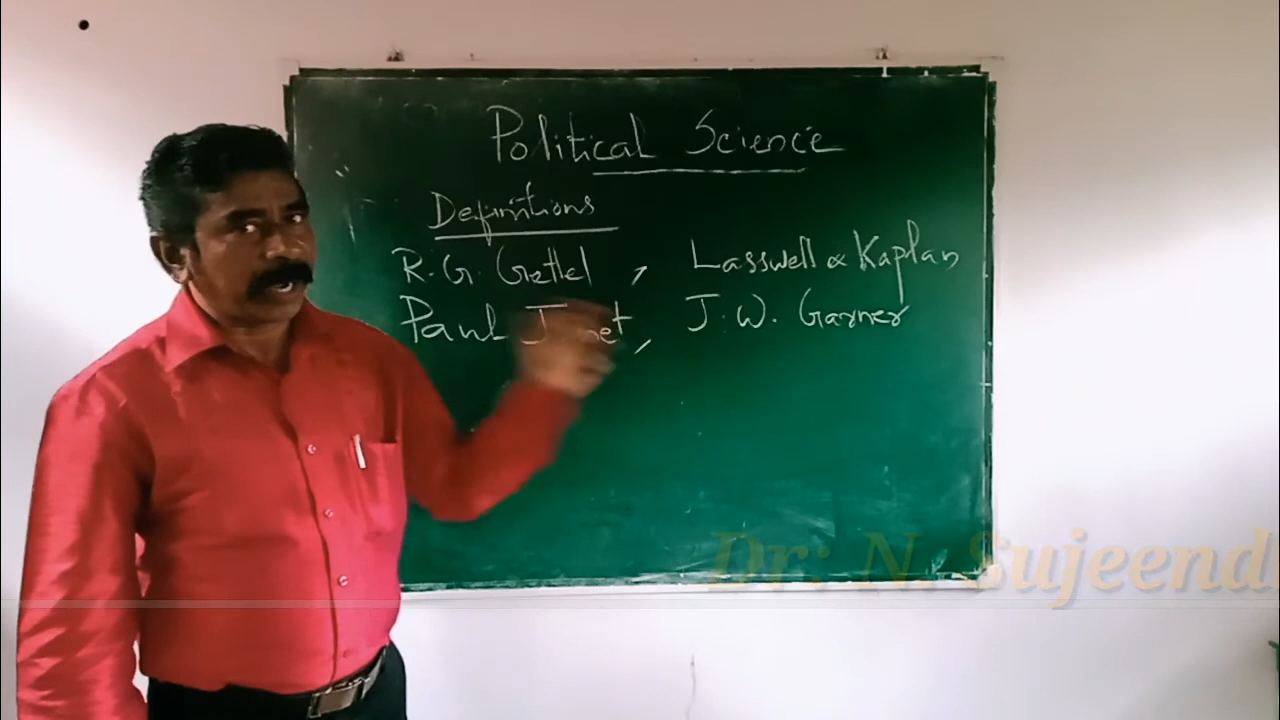 Political Science
Definitions
R. G. Gettel , Lasswell & Kaplan
Paul , J. W. Garner
Dr: N. Sujeend